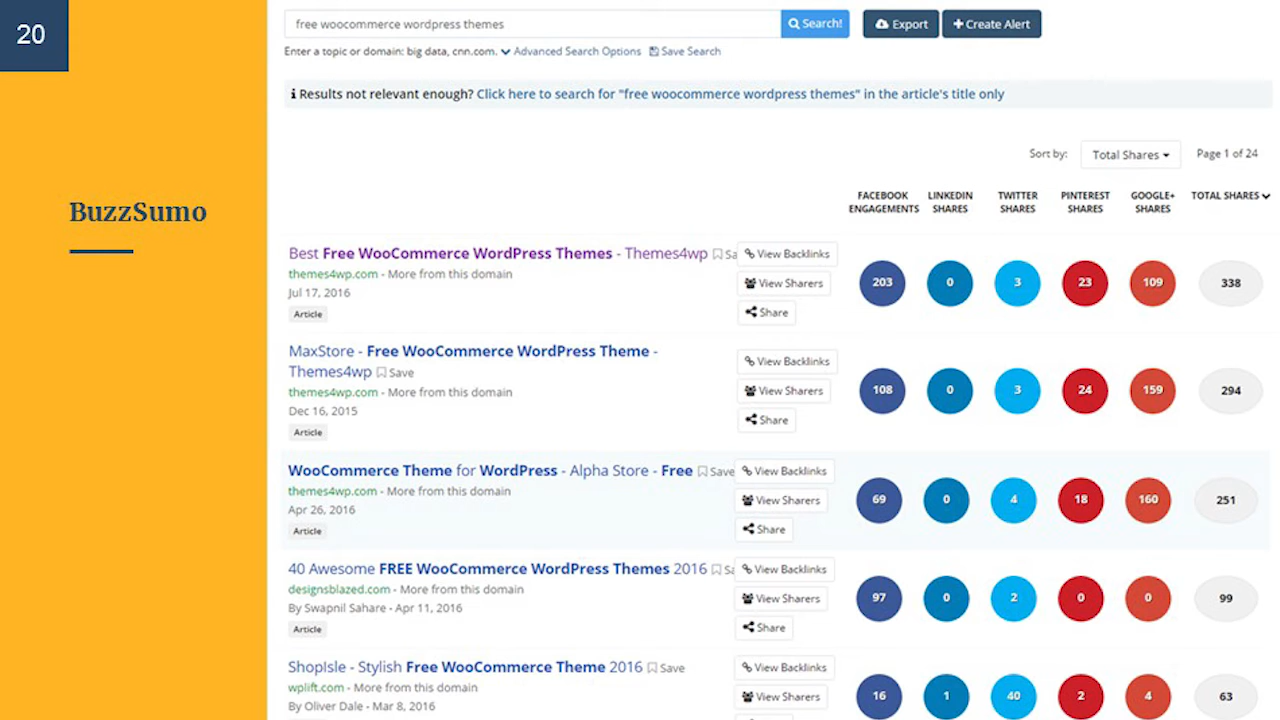 20
BuzzSumo
free woocommerce wordpress themes
Search!
Export
Create Alert
Enter a topic or domain: big data, cnn.com. Advanced Search Options Save Search
Results not relevant enough? Click here to search for "free woocommerce wordpress themes" in the article's title only
Sort by: Total Shares Page 1 of 24
FACEBOOK ENGAGEMENTS
LINKEDIN SHARES
TWITTER SHARES
PINTEREST SHARES
GOOGLE+ SHARES
TOTAL SHARES
Best Free WooCommerce WordPress Themes - Themes4wp Sa
themes4wp.com - More from this domain
Jul 17, 2016
Article
View Backlinks
View Sharers
Share
203 0 3 23 109 338
MaxStore - Free WooCommerce WordPress Theme -
Themes4wp Save
themes4wp.com - More from this domain
Dec 16, 2015
Article
View Backlinks
View Sharers
Share
108 0 3 24 159 294
WooCommerce Theme for WordPress - Alpha Store - Free Save
themes4wp.com - More from this domain
Apr 26, 2016
Article
View Backlinks
View Sharers
Share
69 0 4 18 160 251
40 Awesome FREE WooCommerce WordPress Themes 2016 Sa
designsblazed.com - More from this domain
By Swapnil Sahare - Apr 11, 2016
Article
View Backlinks
View Sharers
Share
97 0 2 0 0 99
ShopIsle - Stylish Free WooCommerce Theme 2016 Save
wplift.com - More from this domain
By Oliver Dale - Mar 8, 2016
View Backlinks
View Sharers
16 1 40 2 4 63